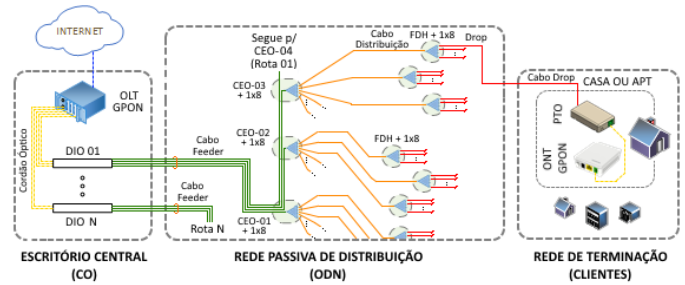 INTERNET
OLT
GPON
Cordão Óptico
DIO 01
DIO N
Cabo
Feeder
Cabo
Feeder
Rota N
ESCRITÓRIO CENTRAL
(CO)
Segue p/
CEO-04
(Rota 01)
Cabo
Distribuição
FDH + 1x8
Drop
CEO-03
+ 1x8
CEO-02
+ 1x8
FDH + 1x8
CEO-01
+ 1x8
REDE PASSIVA DE DISTRIBUIÇÃO
(ODN)
Cabo Drop
CASA OU APT
PTO
ONT
GPON
REDE DE TERMINAÇÃO
(CLIENTES)